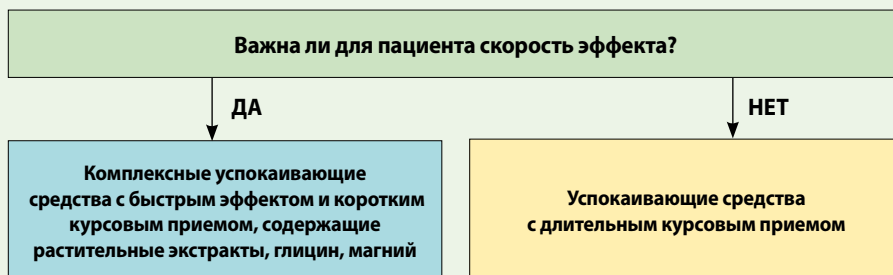 Важна ли для пациента скорость эффекта?
ДА
НЕТ
Комплексные успокаивающие
средства с быстрым эффектом и коротким
курсовым приемом, содержащие
растительные экстракты, глицин, магний
Успокаивающие средства
с длительным курсовым приемом